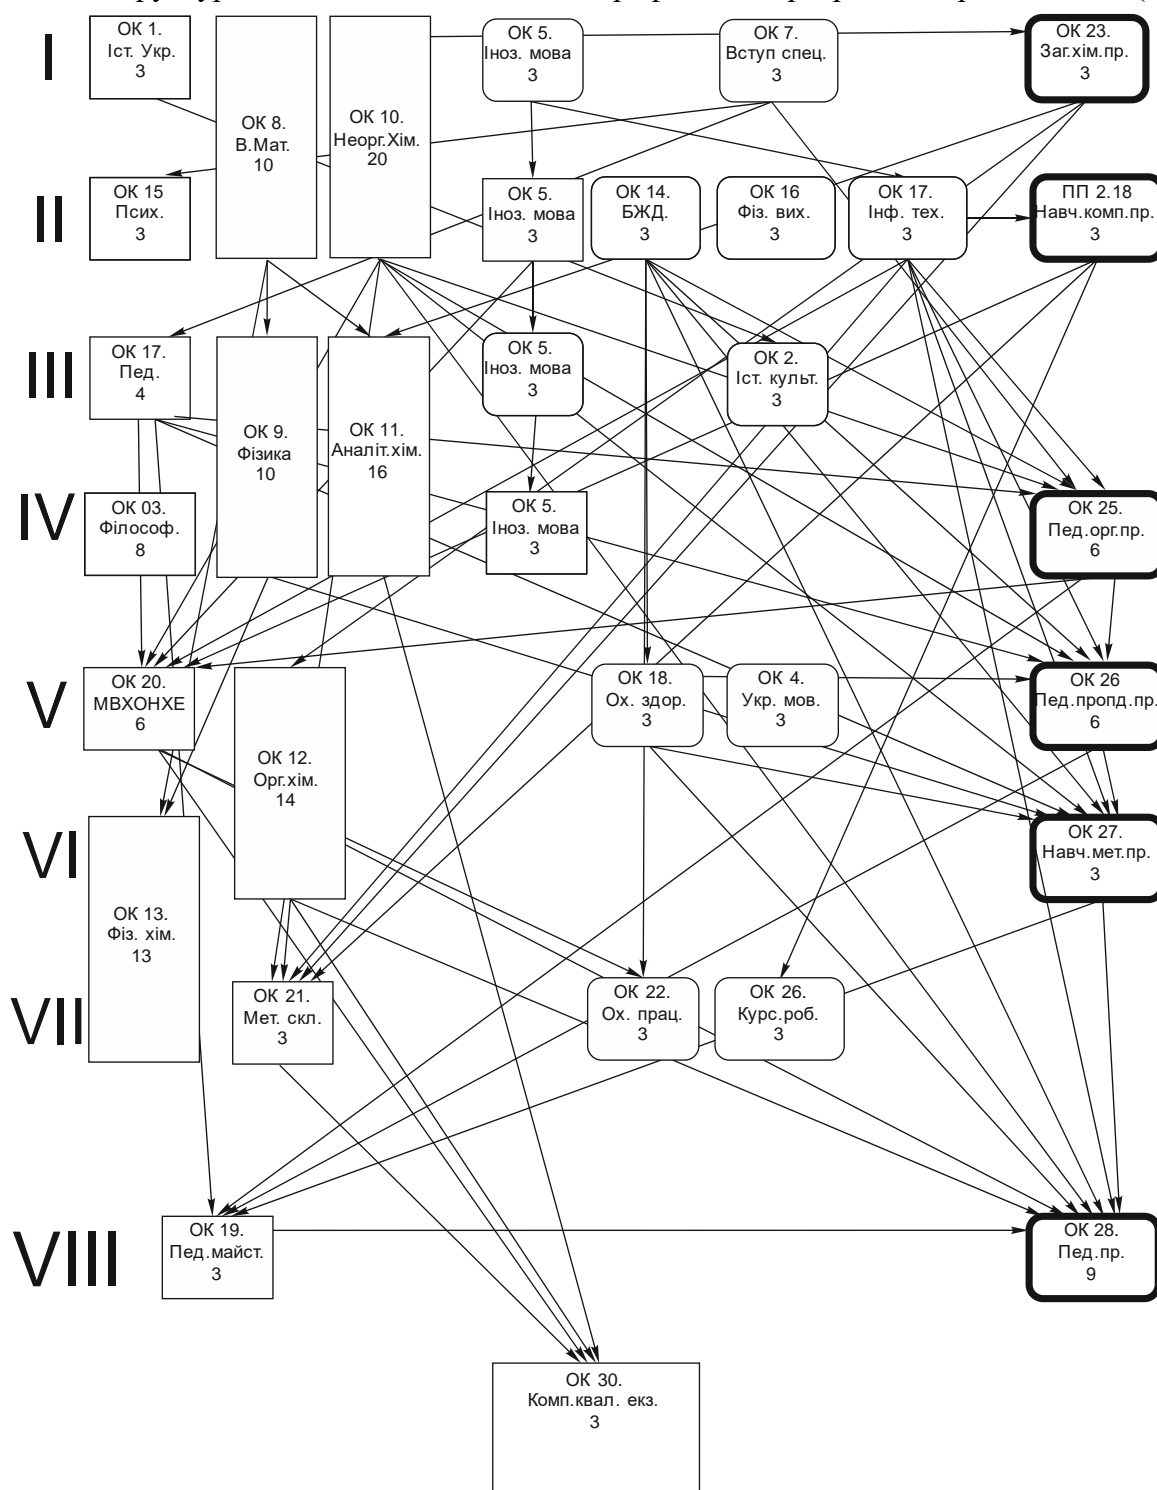 I
ОК 1.
Іст. Укр.
3
ОК 8.
В.Мат.
10
ОК 10.
Неорг.Хім.
20
ОК 5.
Іноз. мова
3
ОК 7.
Вступ спец.
3
ОК 23.
Заг.хім.пр.
3
II
ОК 15
Псих.
3
ОК 5.
Іноз. мова
3
ОК 14.
БЖД.
3
ОК 16
Фіз. вих.
3
ОК 17.
Інф. тех.
3
ПП 2.18
Навч.комп.пр.
3
III
ОК 17.
Пед.
4
ОК 9.
Фізика
10
ОК 11.
Аналіт.хім.
16
ОК 5.
Іноз. мова
3
ОК 2.
Іст. культ.
3
IV
ОК 03.
Філософ.
8
ОК 5.
Іноз. мова
3
ОК 25.
Пед.орг.пр.
6
V
ОК 20.
МВХОНХЕ
6
ОК 12.
Орг.хім.
14
ОК 18.
Ох. здор.
3
ОК 4.
Укр. мов.
3
ОК 26
Пед.пропд.пр.
6
VI
ОК 13.
Фіз. хім.
13
ОК 27.
Навч.мет.пр.
3
VII
ОК 21.
Мет. скл.
3
ОК 22.
Ох. прац.
3
ОК 26.
Курс.роб.
3
VIII
ОК 19.
Пед.майст.
3
ОК 28.
Пед.пр.
9
ОК 30.
Комп.квал. екз.
3